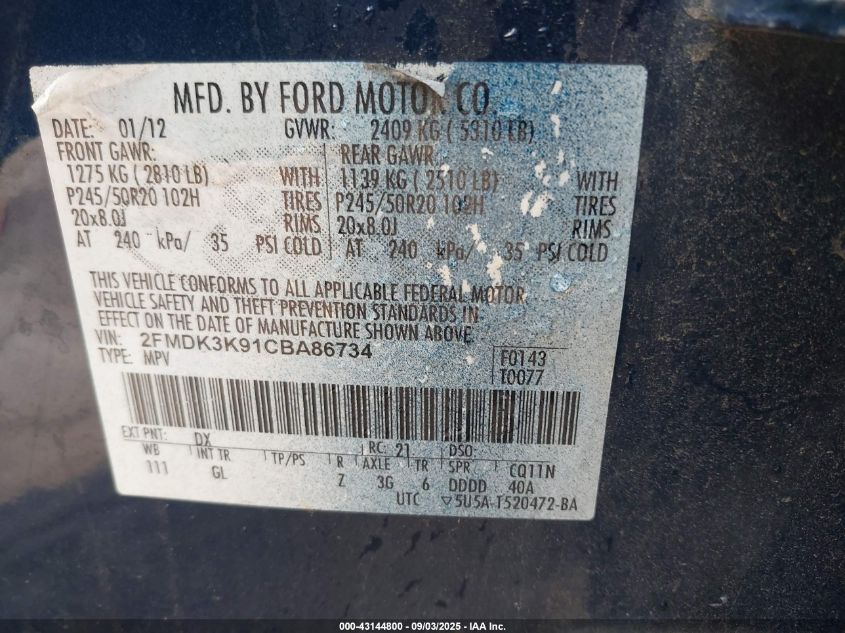 MFD. BY FORD MOTOR CO.
DATE: 01/12 GVWR: 2409 KG ( 5310 LB)
FRONT GAWR: REAR GAWR:
1275 KG ( 2810 LB) WITH 1139 KG ( 2510 LB) WITH
P245/50R20 102H TIRES P245/50R20 102H TIRES
20x8.0J RIMS 20x8.0J RIMS
AT 240 kPa/ 35 PSI COLD AT 240 kPa/ 35 PSI COLD
THIS VEHICLE CONFORMS TO ALL APPLICABLE FEDERAL MOTOR
VEHICLE SAFETY AND THEFT PREVENTION STANDARDS IN
EFFECT ON THE DATE OF MANUFACTURE SHOWN ABOVE.
VIN: 2FMDK3K91CBA86734 F0143
TYPE: MPV T0077
EXT PNT: DX RC: 21 DSO:
WB INT TR TP/PS R AXLE TR SPR CQ11N
111 GL Z 3G 6 DDDD 40A
UTC ▽5U5A-1520472-BA
000-43144800 - 09/03/2025 - IAA Inc.